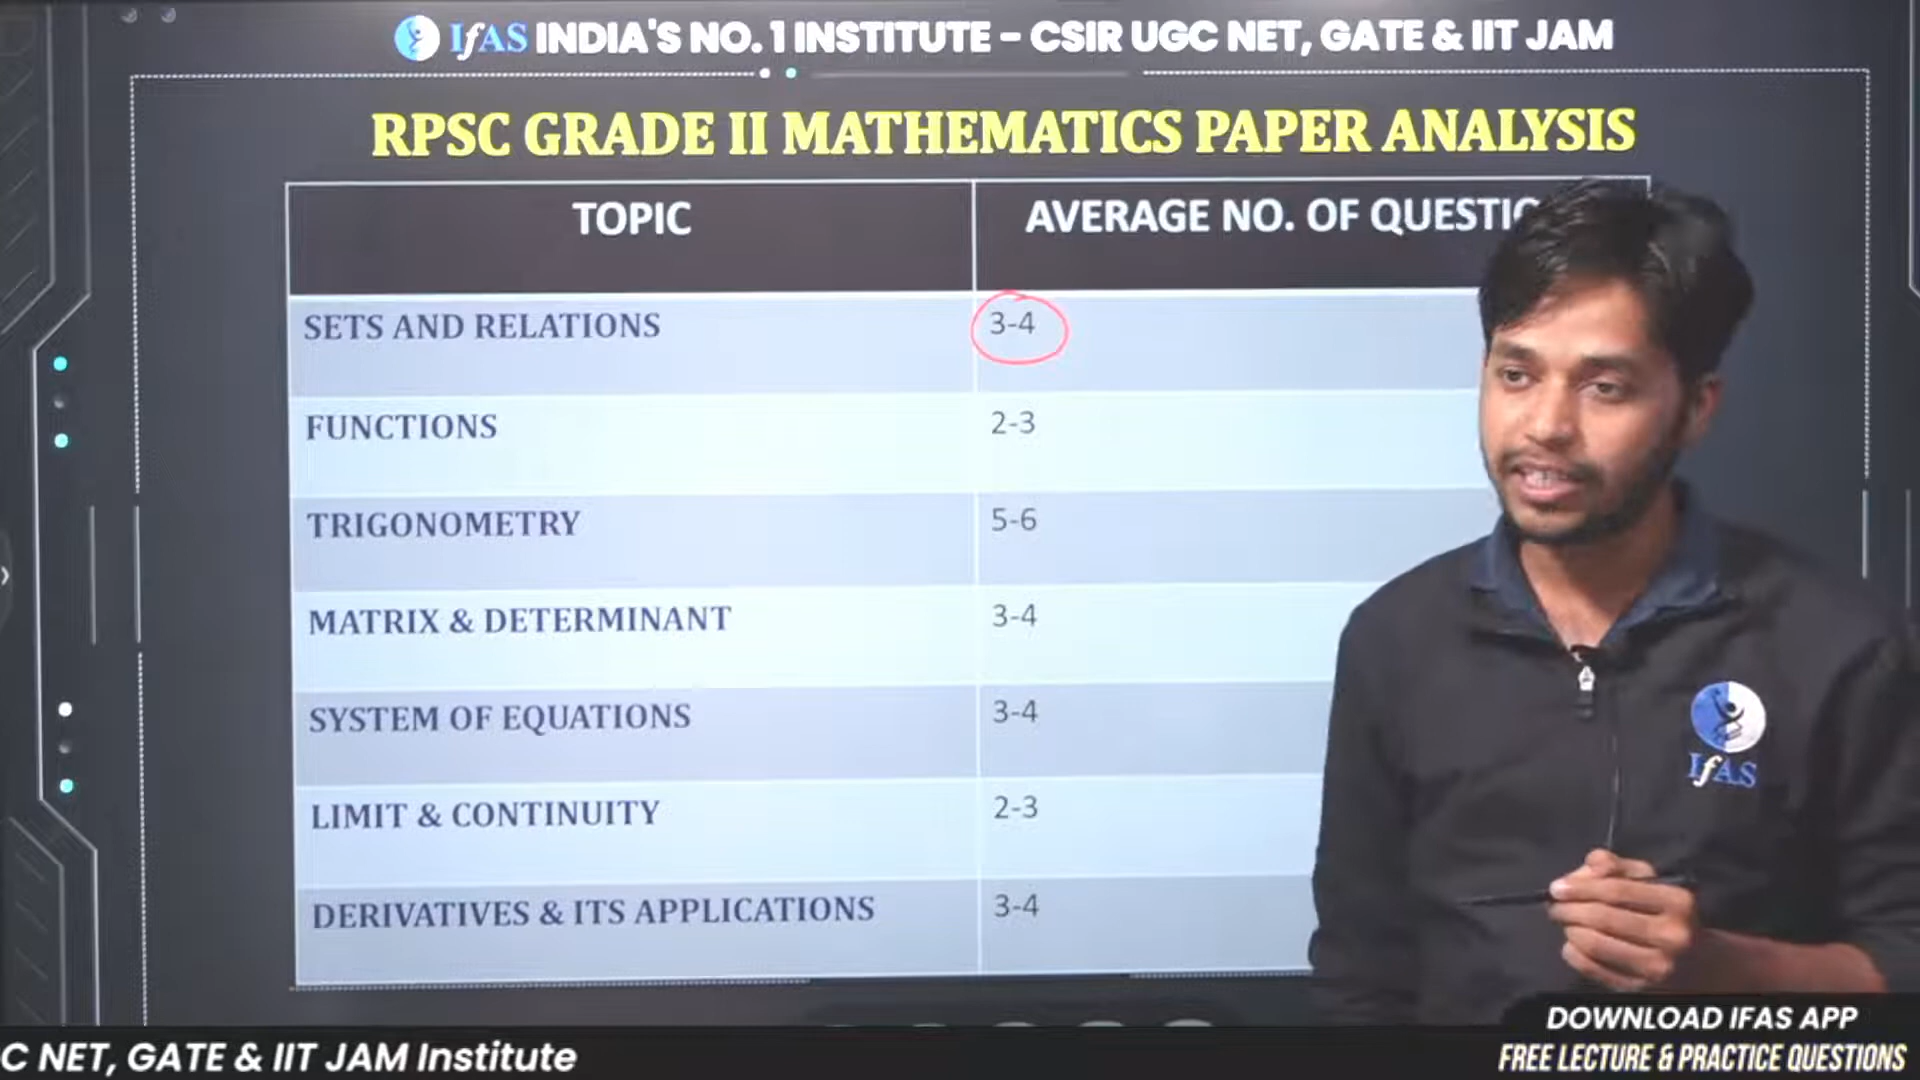 IfAS INDIA'S NO. 1 INSTITUTE – CSIR UGC NET, GATE & IIT JAM
RPSC GRADE II MATHEMATICS PAPER ANALYSIS
TOPIC AVERAGE NO. OF
SETS AND RELATIONS 3-4
FUNCTIONS 2-3
TRIGONOMETRY 5-6
MATRIX & DETERMINANT 3-4
SYSTEM OF EQUATIONS 3-4
LIMIT & CONTINUITY 2-3
DERIVATIVES & ITS APPLICATIONS 3-4
IfAS
DOWNLOAD IFAS APP
FREE LECTURE & PRACTICE QUESTIONS
C NET, GATE & IIT JAM Institute